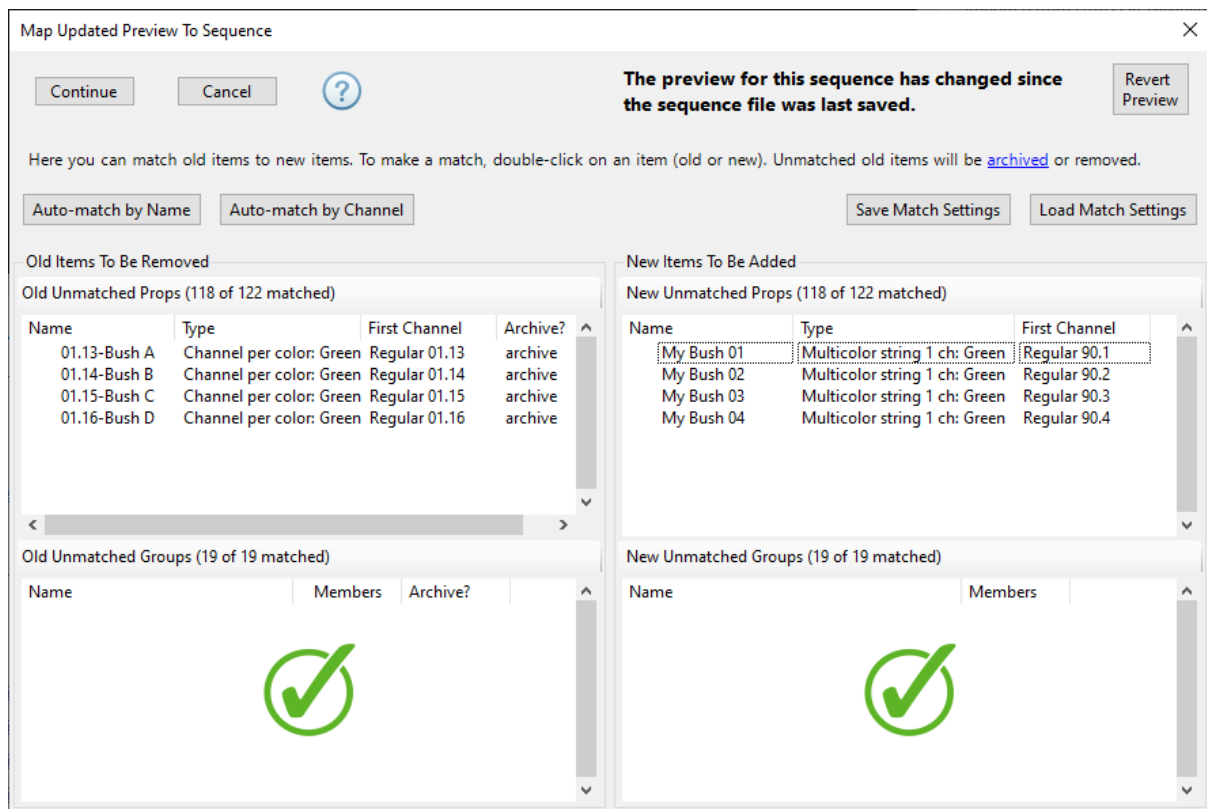 Map Updated Preview To Sequence
Continue
Cancel
?
The preview for this sequence has changed since
the sequence file was last saved.
Revert
Preview
Here you can match old items to new items. To make a match, double-click on an item (old or new). Unmatched old items will be archived or removed.
Auto-match by Name
Auto-match by Channel
Save Match Settings
Load Match Settings
Old Items To Be Removed
Old Unmatched Props (118 of 122 matched)
Name Type First Channel Archive?
01.13-Bush A Channel per color: Green Regular 01.13 archive
01.14-Bush B Channel per color: Green Regular 01.14 archive
01.15-Bush C Channel per color: Green Regular 01.15 archive
01.16-Bush D Channel per color: Green Regular 01.16 archive
Old Unmatched Groups (19 of 19 matched)
Name Members Archive?
New Items To Be Added
New Unmatched Props (118 of 122 matched)
Name Type First Channel
My Bush 01 Multicolor string 1 ch: Green Regular 90.1
My Bush 02 Multicolor string 1 ch: Green Regular 90.2
My Bush 03 Multicolor string 1 ch: Green Regular 90.3
My Bush 04 Multicolor string 1 ch: Green Regular 90.4
New Unmatched Groups (19 of 19 matched)
Name Members